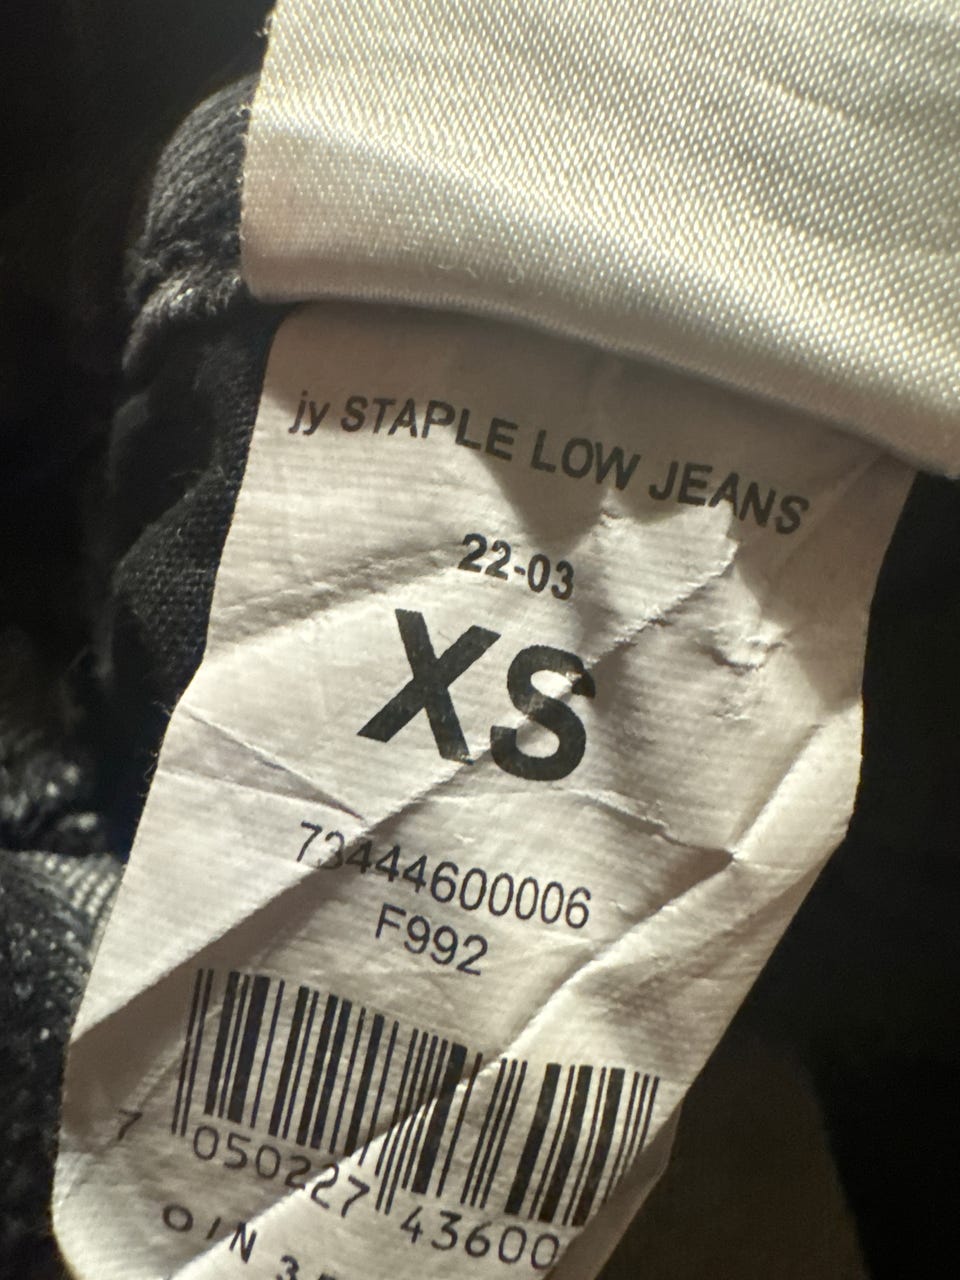 jy STAPLE LOW JEANS
22-03
XS
73444600006
F992
7 050227 43600
O/N